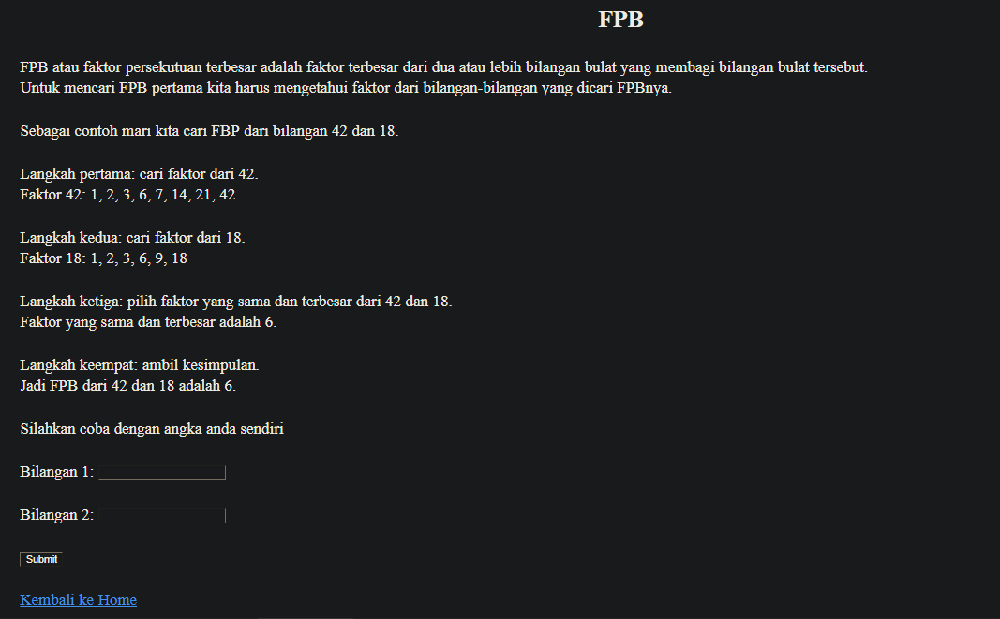 FPB
FPB atau faktor persekutuan terbesar adalah faktor terbesar dari dua atau lebih bilangan bulat yang membagi bilangan bulat tersebut.
Untuk mencari FPB pertama kita harus mengetahui faktor dari bilangan-bilangan yang dicari FPBnya.
Sebagai contoh mari kita cari FBP dari bilangan 42 dan 18.
Langkah pertama: cari faktor dari 42.
Faktor 42: 1, 2, 3, 6, 7, 14, 21, 42
Langkah kedua: cari faktor dari 18.
Faktor 18: 1, 2, 3, 6, 9, 18
Langkah ketiga: pilih faktor yang sama dan terbesar dari 42 dan 18.
Faktor yang sama dan terbesar adalah 6.
Langkah keempat: ambil kesimpulan.
Jadi FPB dari 42 dan 18 adalah 6.
Silahkan coba dengan angka anda sendiri
Bilangan 1:
Bilangan 2:
Submit
Kembali ke Home